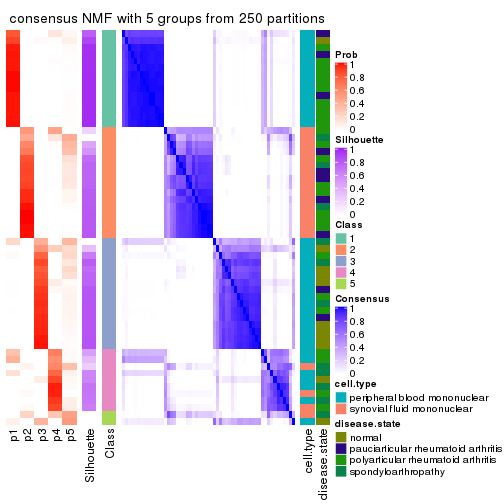 consensus NMF with 5 groups from 250 partitions
Prob
1
0.8
0.6
0.4
0.2
0
Silhouette
1
0.8
0.6
0.4
0.2
0
Class
1
2
3
4
5
Consensus
1
0.8
0.6
0.4
0.2
0
cell.type
peripheral blood mononuclear
synovial fluid mononuclear
disease.state
normal
pauciarticular rheumatoid arthritis
polyarticular rheumatoid arthritis
spondyloarthropathy
p1
p2
p3
p4
p5
Silhouette
Class
cell.type
disease.state